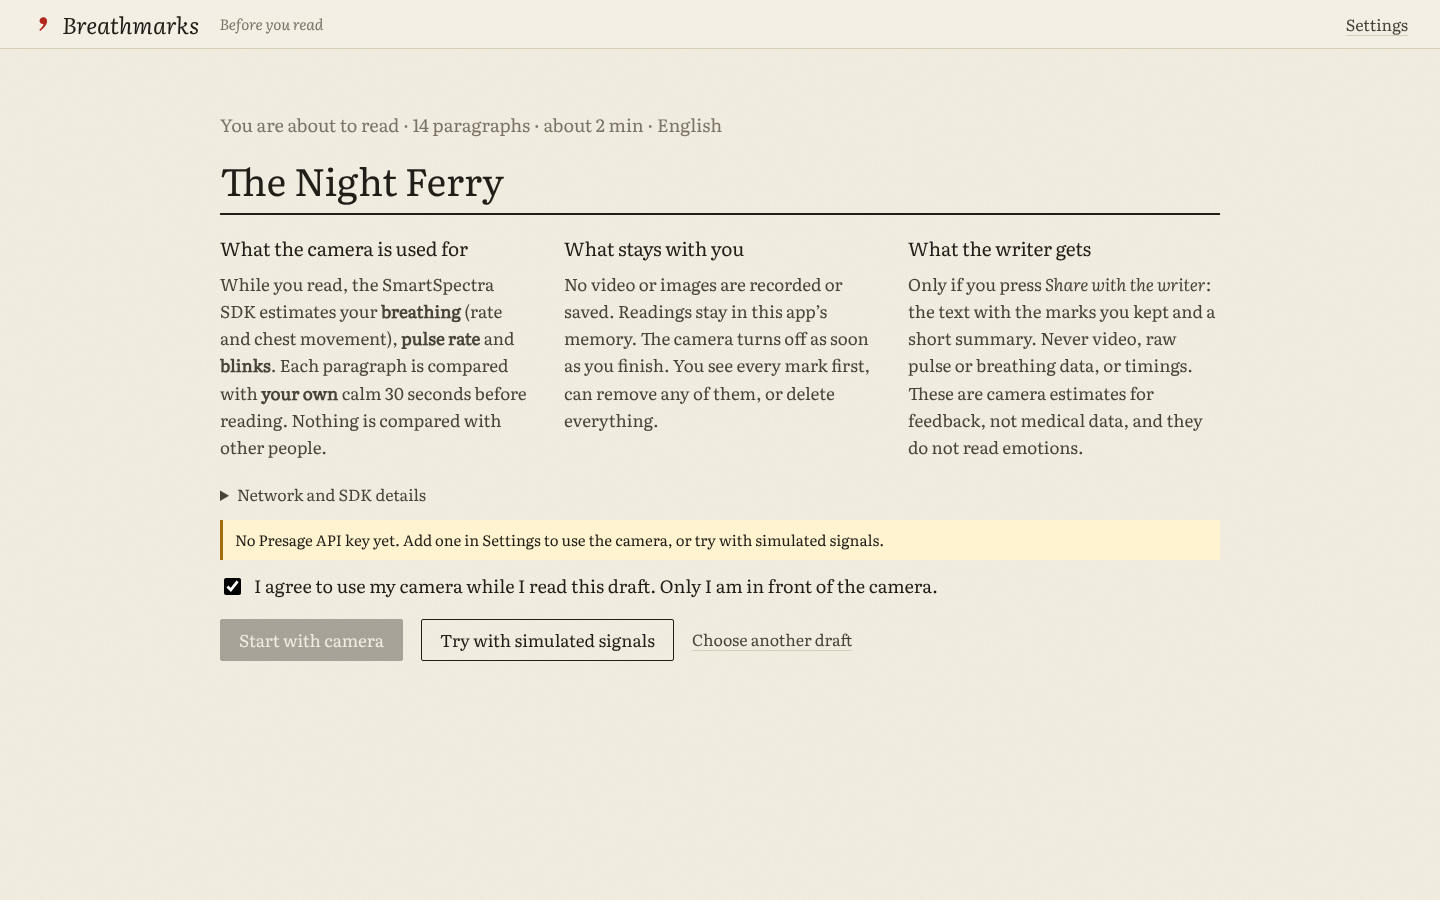 Breathmarks
Before you read
Settings
You are about to read · 14 paragraphs · about 2 min · English
The Night Ferry
What the camera is used for
While you read, the SmartSpectra
SDK estimates your breathing (rate
and chest movement), pulse rate and
blinks. Each paragraph is compared
with your own calm 30 seconds before
reading. Nothing is compared with
other people.
What stays with you
No video or images are recorded or
saved. Readings stay in this app’s
memory. The camera turns off as soon
as you finish. You see every mark first,
can remove any of them, or delete
everything.
What the writer gets
Only if you press Share with the writer:
the text with the marks you kept and a
short summary. Never video, raw
pulse or breathing data, or timings.
These are camera estimates for
feedback, not medical data, and they
do not read emotions.
Network and SDK details
No Presage API key yet. Add one in Settings to use the camera, or try with simulated signals.
I agree to use my camera while I read this draft. Only I am in front of the camera.
Start with camera
Try with simulated signals
Choose another draft